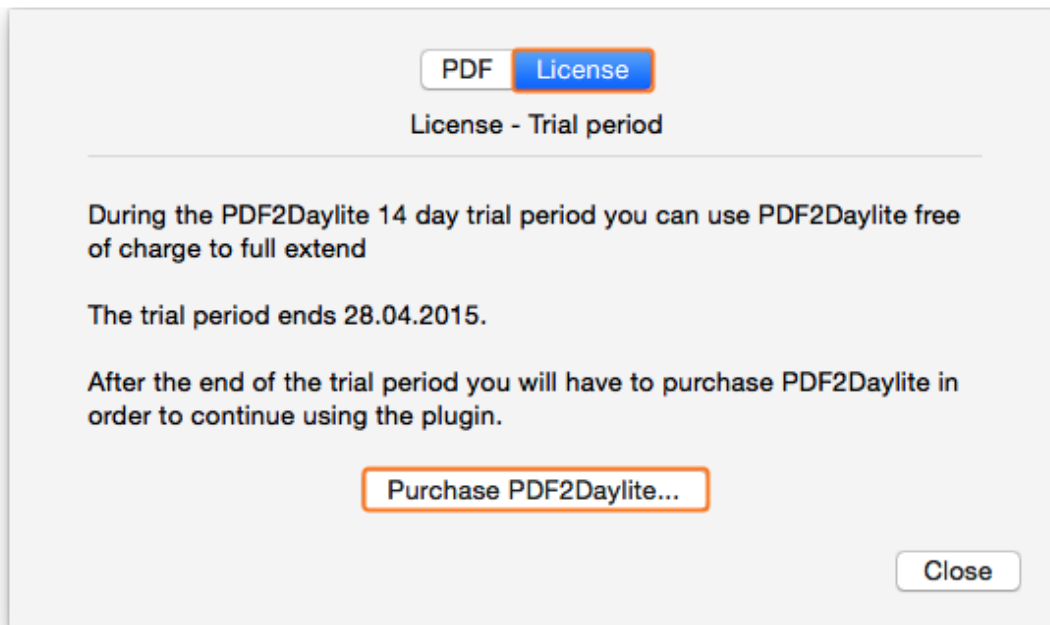 PDF License
License - Trial period
During the PDF2Daylite 14 day trial period you can use PDF2Daylite free
of charge to full extend
The trial period ends 28.04.2015.
After the end of the trial period you will have to purchase PDF2Daylite in
order to continue using the plugin.
Purchase PDF2Daylite...
Close